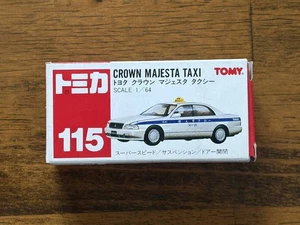 トミカ
CROWN MAJESTA TAXI
TOMY
トヨタ クラウン マジェスタ タクシー
SCALE 1/64
115
スーパースピード/サスペンション/ドアー開閉